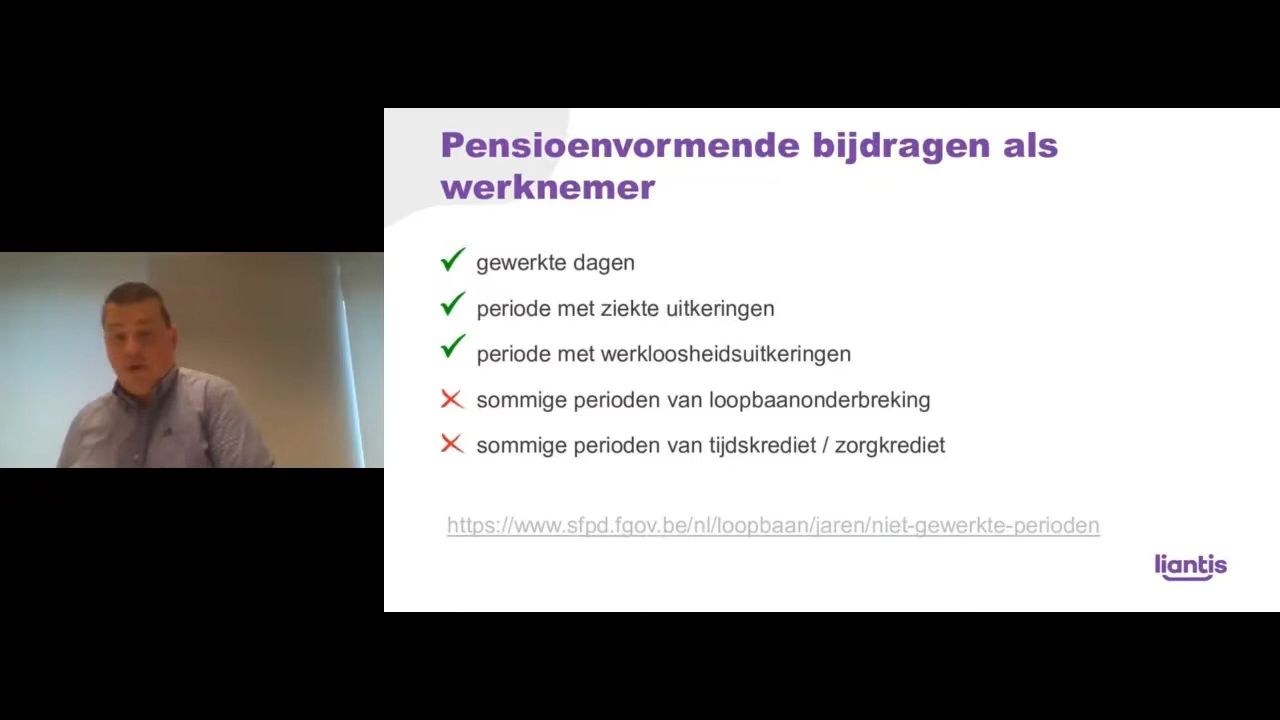 Pensioenvormende bijdragen als
werknemer
gewerkte dagen
periode met ziekte uitkeringen
periode met werkloosheidsuitkeringen
sommige perioden van loopbaanonderbreking
sommige perioden van tijdskrediet / zorgkrediet
https://www.sfpd.fgov.be/nl/loopbaan/jaren/niet-gewerkte-perioden
liantis